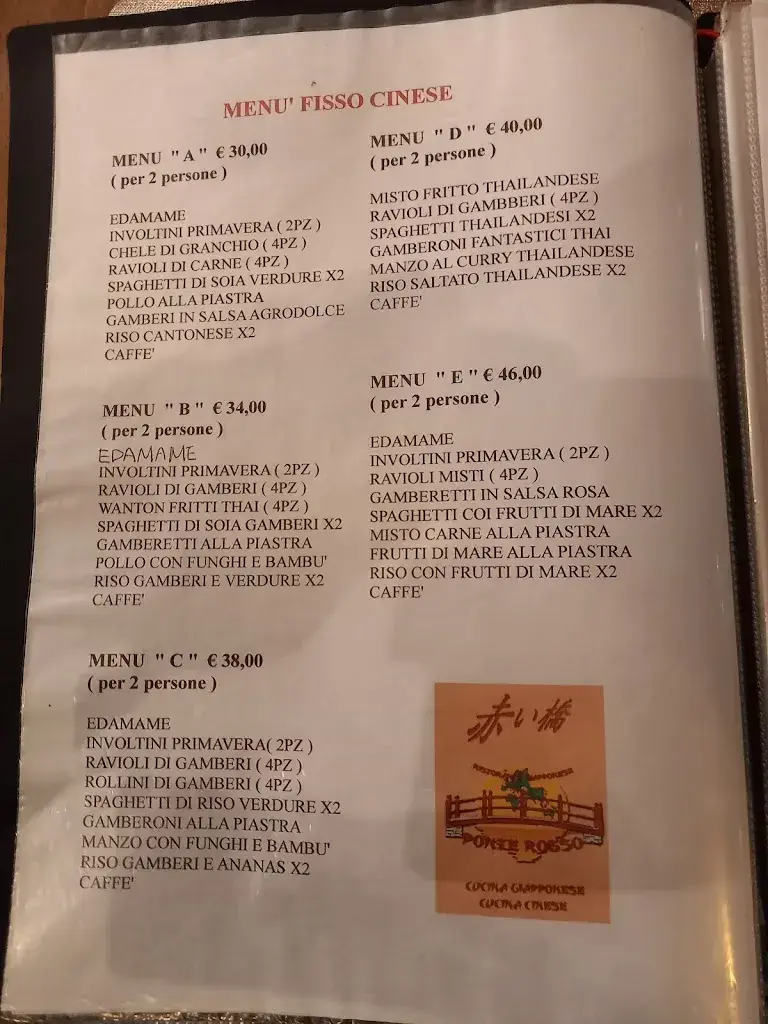 MENU' FISSO CINESE
MENU " A " € 30,00
( per 2 persone )
EDAMAME
INVOLTINI PRIMAVERA ( 2PZ )
CHELE DI GRANCHIO ( 4PZ )
RAVIOLI DI CARNE ( 4PZ )
SPAGHETTI DI SOIA VERDURE X2
POLLO ALLA PIASTRA
GAMBERI IN SALSA AGRODOLCE
RISO CANTONESE X2
CAFFE'
MENU " B " € 34,00
( per 2 persone )
EDAMAME
INVOLTINI PRIMAVERA ( 2PZ )
RAVIOLI DI GAMBERI ( 4PZ )
WANTON FRITTI THAI ( 4PZ )
SPAGHETTI DI SOIA GAMBERI X2
GAMBERETTI ALLA PIASTRA
POLLO CON FUNGHI E BAMBU'
RISO GAMBERI E VERDURE X2
CAFFE'
MENU " C " € 38,00
( per 2 persone )
EDAMAME
INVOLTINI PRIMAVERA( 2PZ )
RAVIOLI DI GAMBERI ( 4PZ )
ROLLINI DI GAMBERI ( 4PZ )
SPAGHETTI DI RISO VERDURE X2
GAMBERONI ALLA PIASTRA
MANZO CON FUNGHI E BAMBU'
RISO GAMBERI E ANANAS X2
CAFFE'
MENU " D " € 40,00
( per 2 persone )
MISTO FRITTO THAILANDESE
RAVIOLI DI GAMBBERI ( 4PZ )
SPAGHETTI THAILANDESI X2
GAMBERONI FANTASTICI THAI
MANZO AL CURRY THAILANDESE
RISO SALTATO THAILANDESE X2
CAFFE'
MENU " E " € 46,00
( per 2 persone )
EDAMAME
INVOLTINI PRIMAVERA ( 2PZ )
RAVIOLI MISTI ( 4PZ )
GAMBERETTI IN SALSA ROSA
SPAGHETTI COI FRUTTI DI MARE X2
MISTO CARNE ALLA PIASTRA
FRUTTI DI MARE ALLA PIASTRA
RISO CON FRUTTI DI MARE X2
CAFFE'
赤い橋
PONTE ROSSO
CUCINA GIAPPONESE
CUCINA CINESE